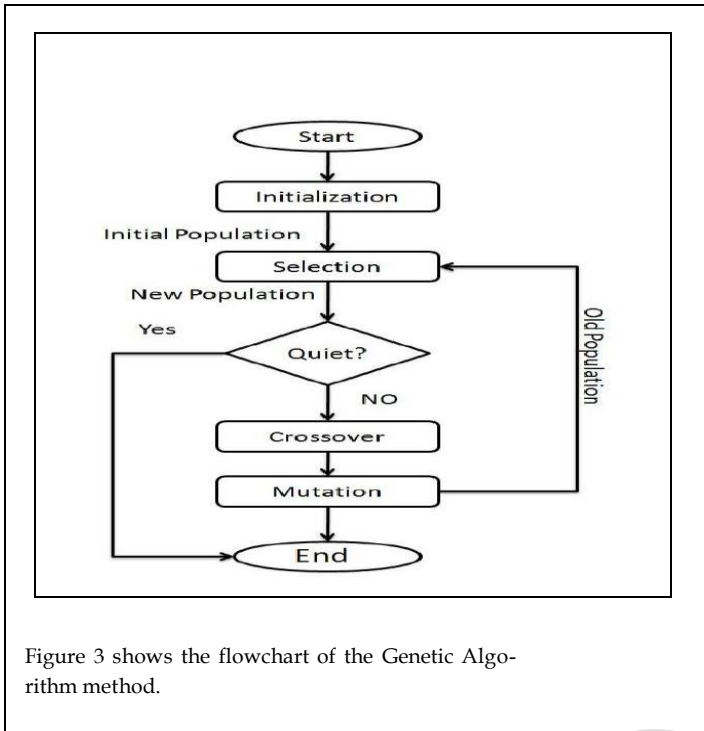 Start
Initialization
Initial Population
Selection
New Population
Yes
Quiet?
NO
Old Population
Crossover
Mutation
End
Figure 3 shows the flowchart of the Genetic Algo-
rithm method.